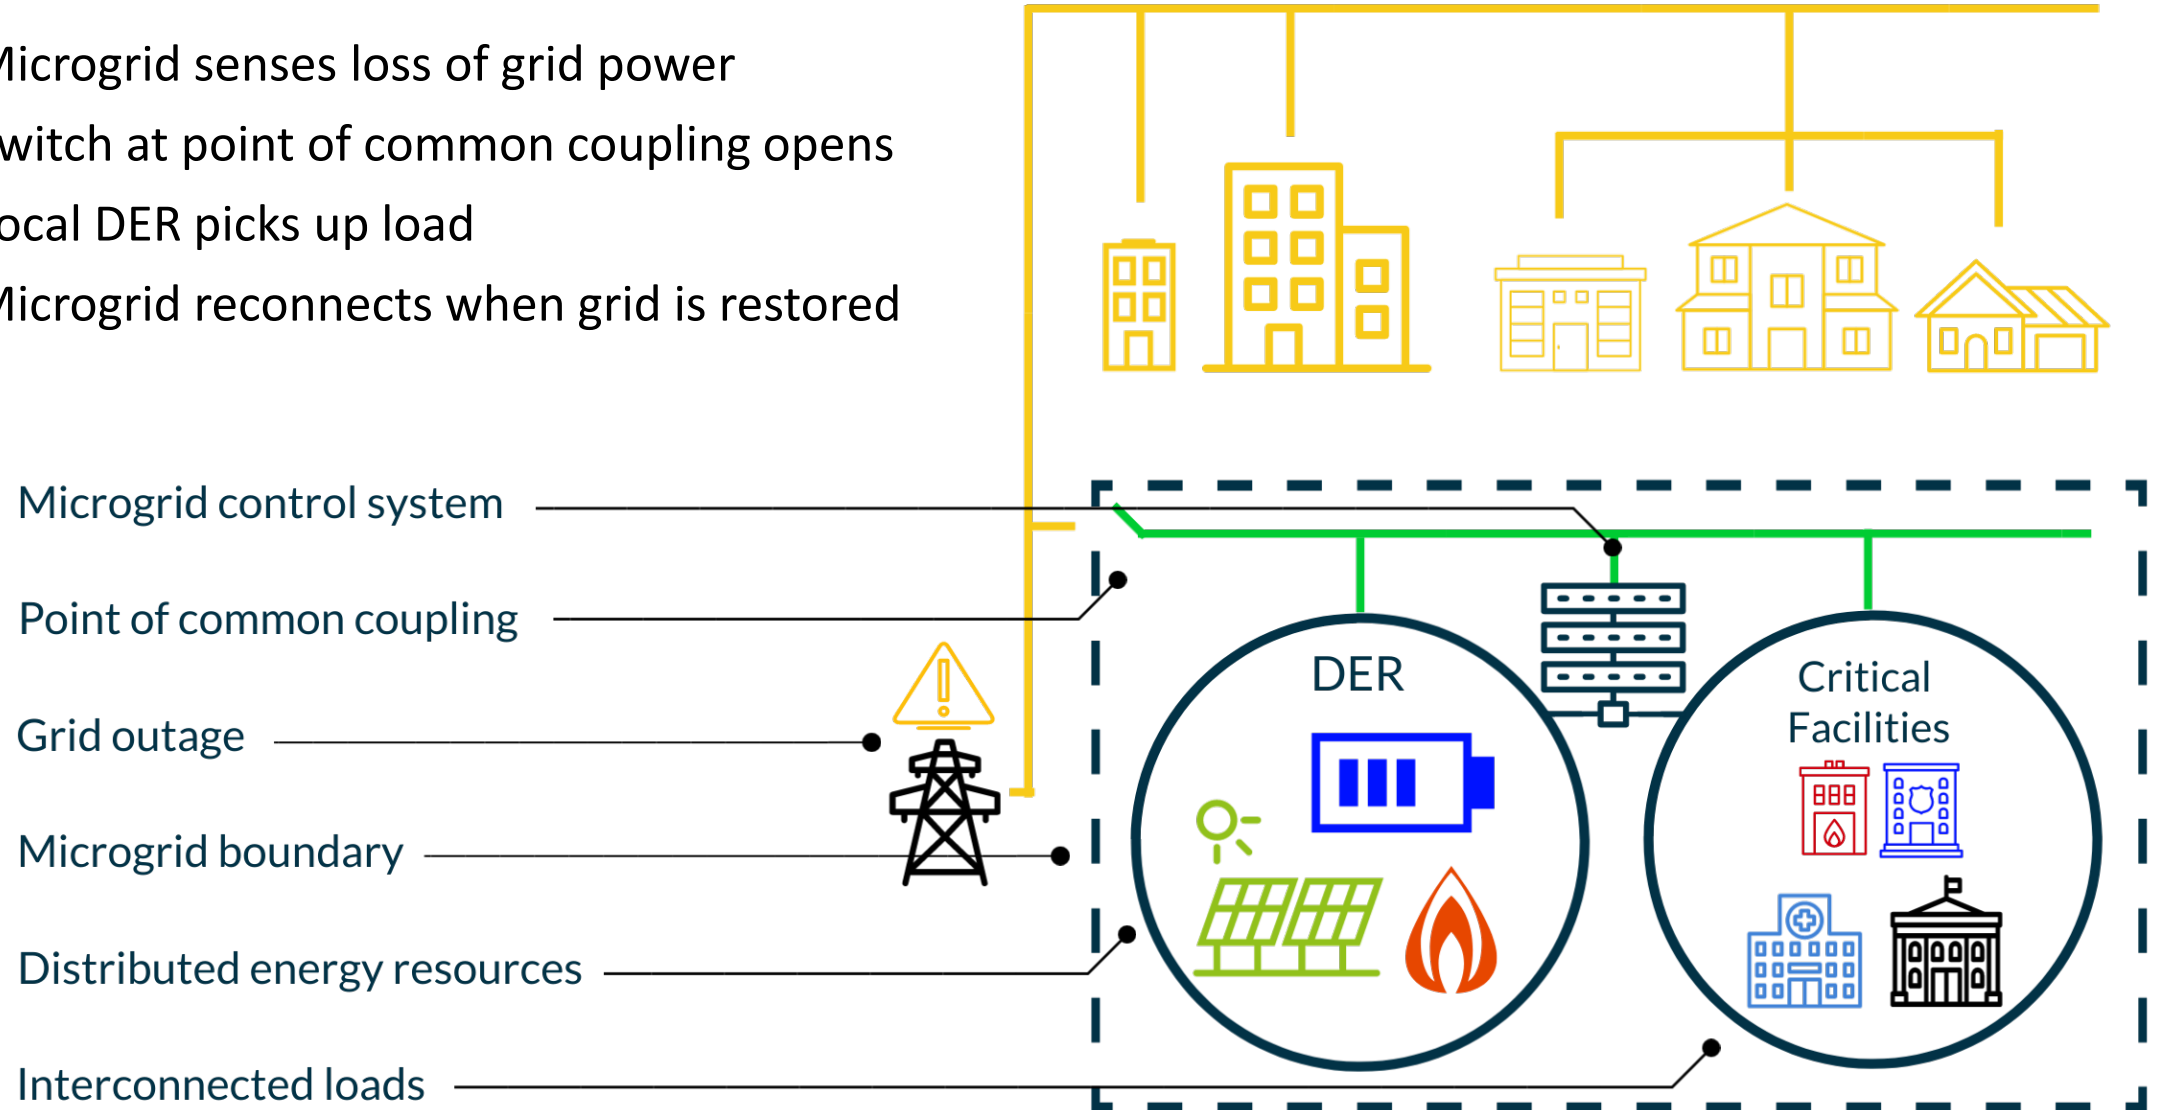 Microgrid senses loss of grid power
witch at point of common coupling opens
ocal DER picks up load
Microgrid reconnects when grid is restored
Microgrid control system
Point of common coupling
Grid outage
Microgrid boundary
Distributed energy resources
Interconnected loads
DER
Critical
Facilities